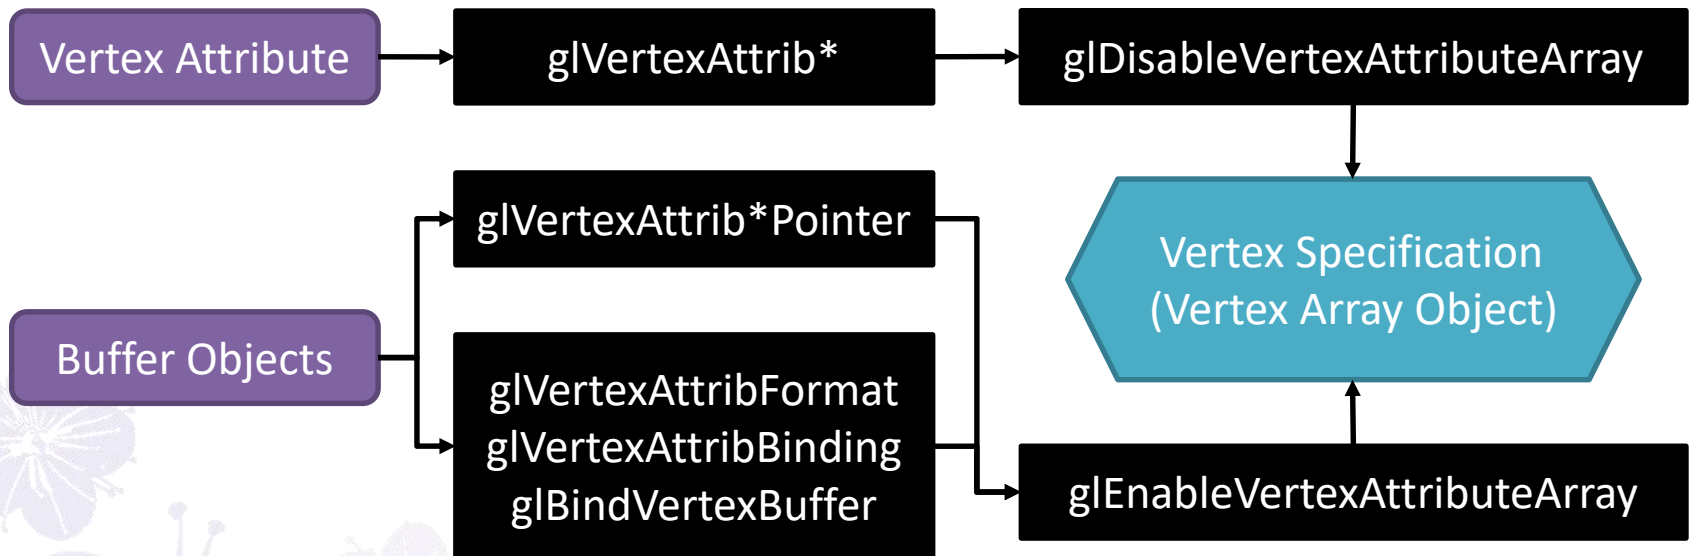 Vertex Attribute
glVertexAttrib*
glDisableVertexAttributeArray
glVertexAttrib*Pointer
Vertex Specification
(Vertex Array Object)
Buffer Objects
glVertexAttribFormat
glVertexAttribBinding
glBindVertexBuffer
glEnableVertexAttributeArray